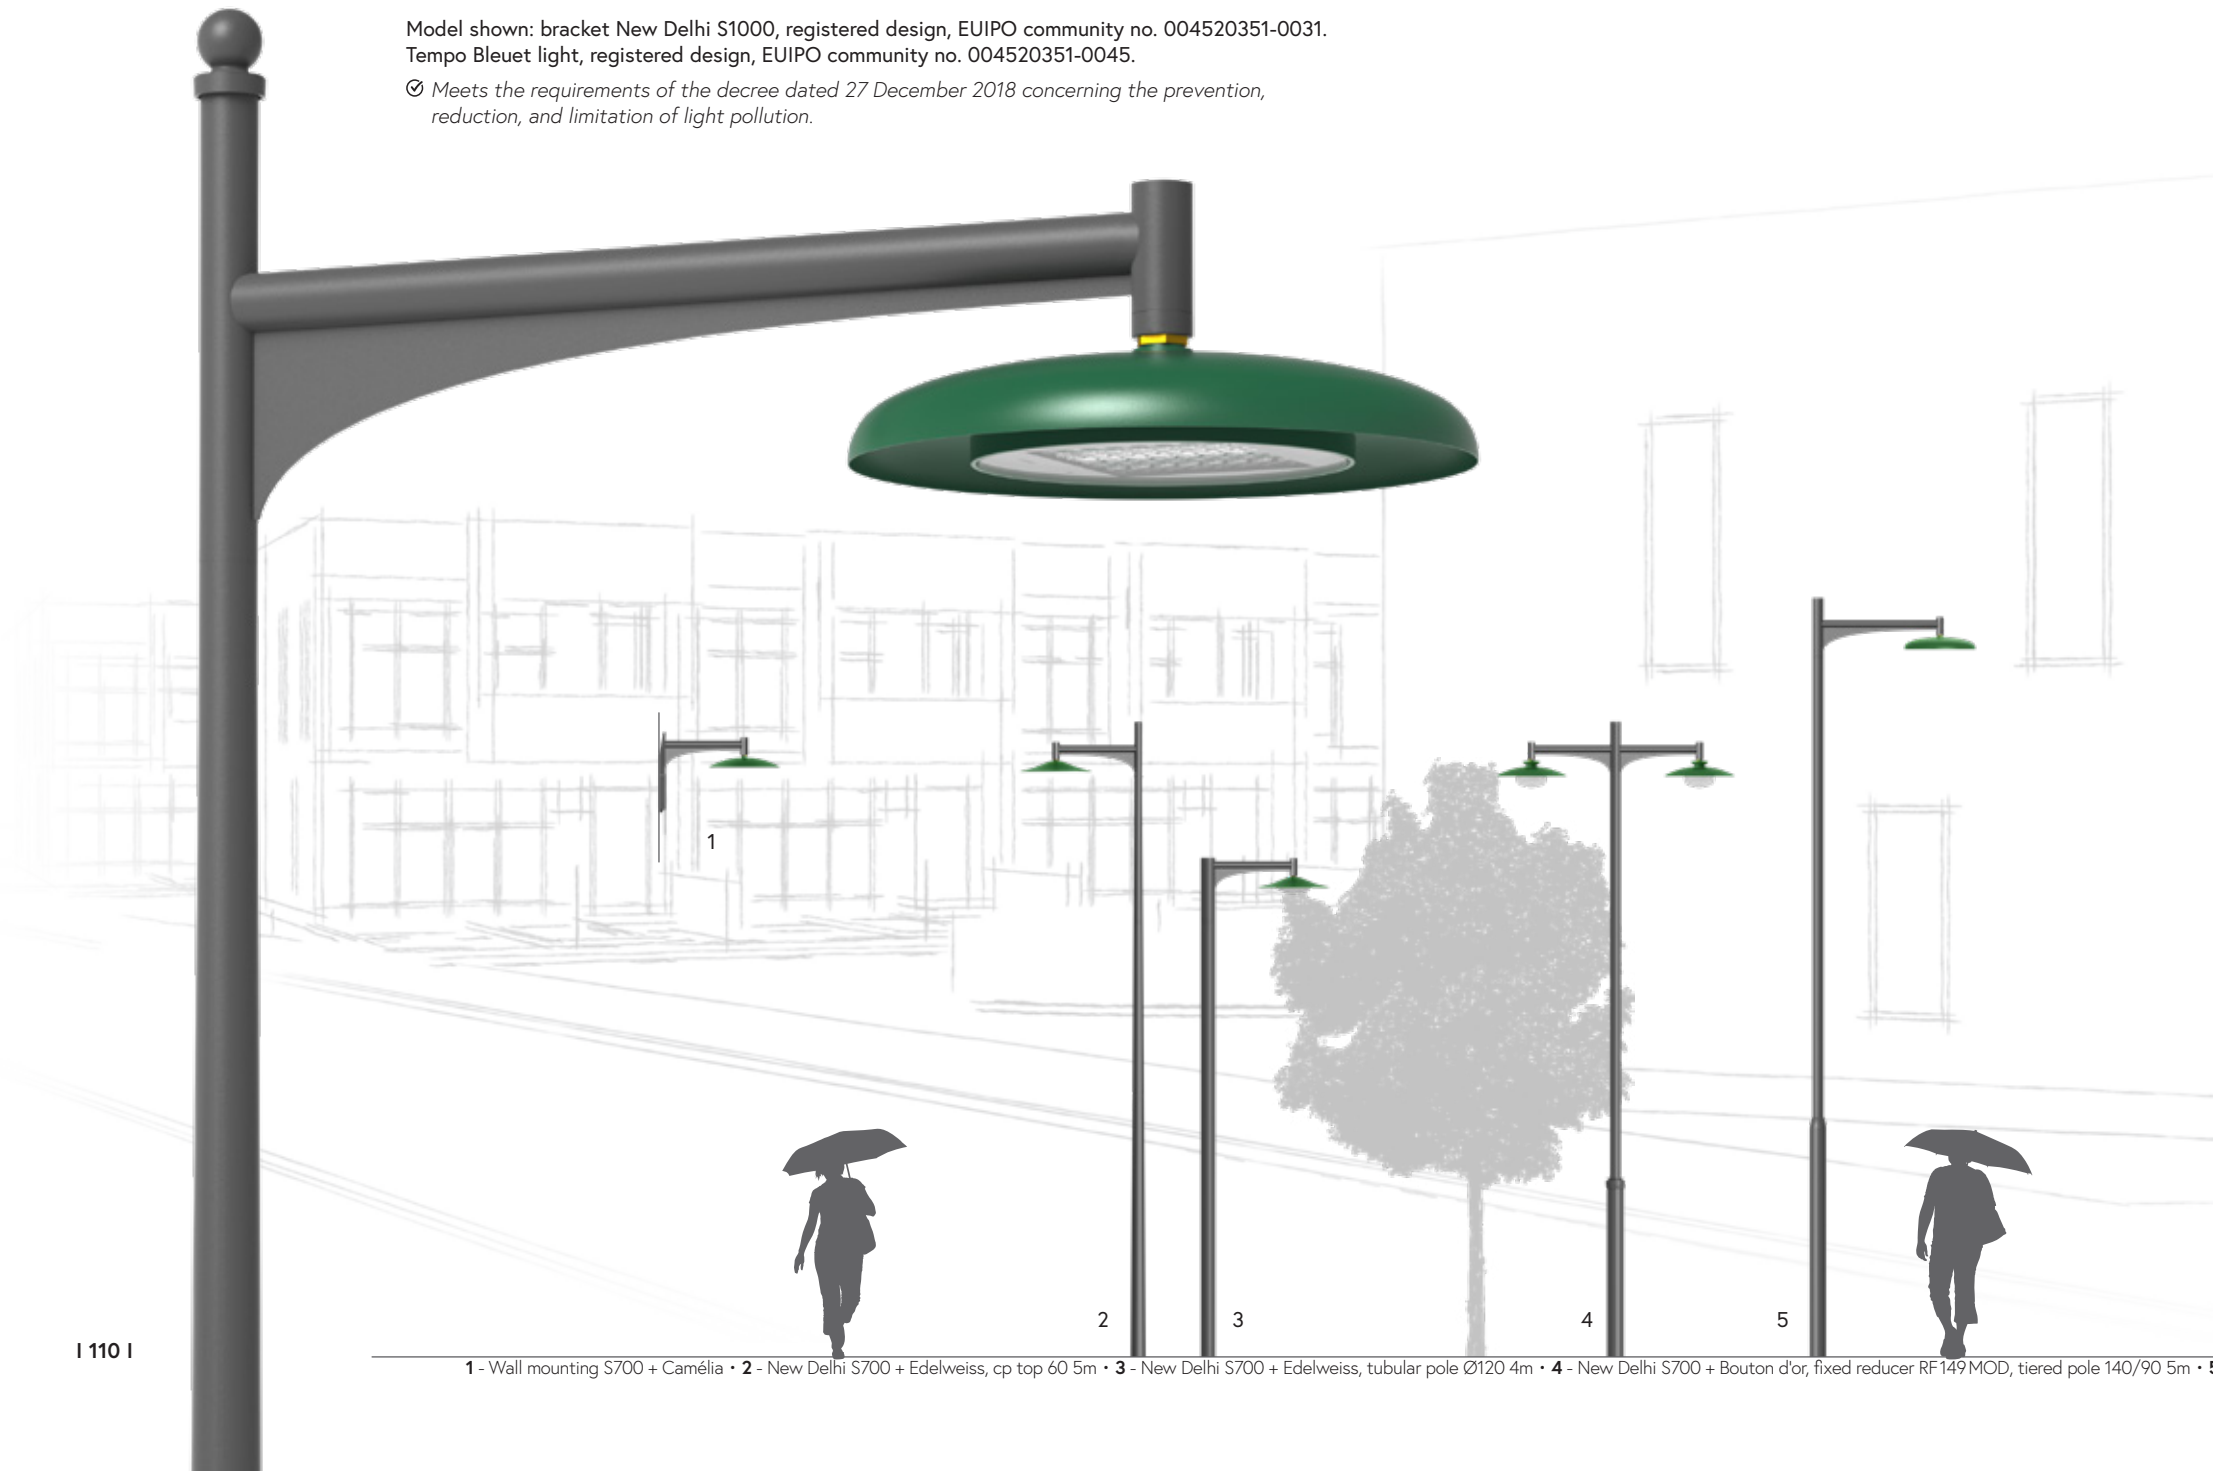 Model shown: bracket New Delhi S1000, registered design, EUIPO community no. 004520351-0031.
Tempo Bleuet light, registered design, EUIPO community no. 004520351-0045.
Meets the requirements of the decree dated 27 December 2018 concerning the prevention,
reduction, and limitation of light pollution.
1
2
3
4
5
I 110 I
1 - Wall mounting S700 + Camélia • 2 - New Delhi S700 + Edelweiss, cp top 60 5m • 3 - New Delhi S700 + Edelweiss, tubular pole Ø120 4m • 4 - New Delhi S700 + Bouton d'or, fixed reducer RF149MOD, tiered pole 140/90 5m •